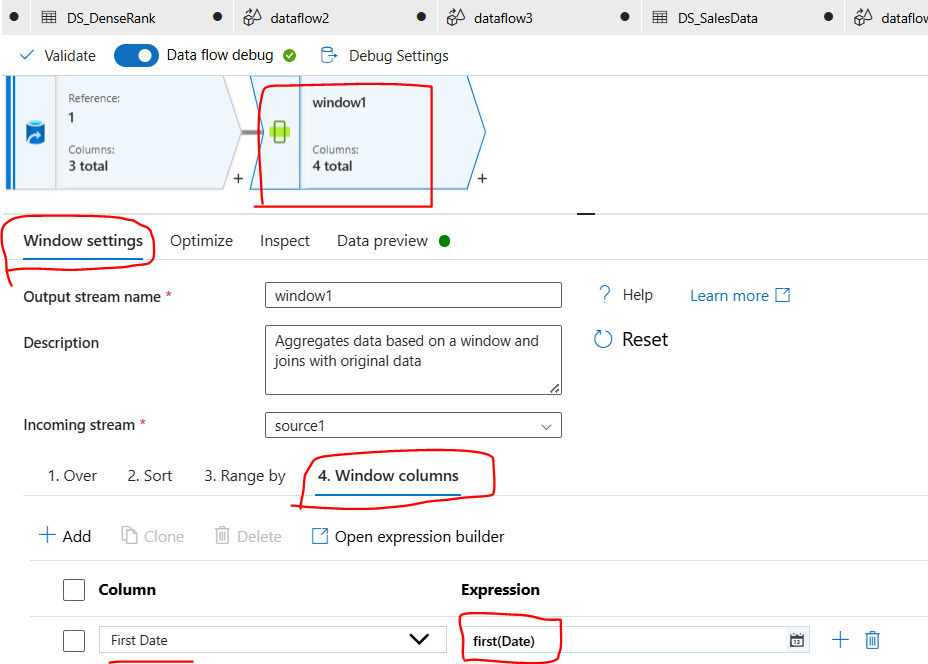 DS_DenseRank dataflow2 dataflow3 DS_SalesData dataflow
Validate Data flow debug Debug Settings
Reference:
1
Columns:
3 total
+
window1
Columns:
4 total
+
Window settings Optimize Inspect Data preview
Output stream name * window1 ? Help Learn more
Description Aggregates data based on a window and
joins with original data
Reset
Incoming stream * source1
1. Over 2. Sort 3. Range by 4. Window columns
+ Add Clone Delete Open expression builder
Column Expression
First Date first(Date) 12 +